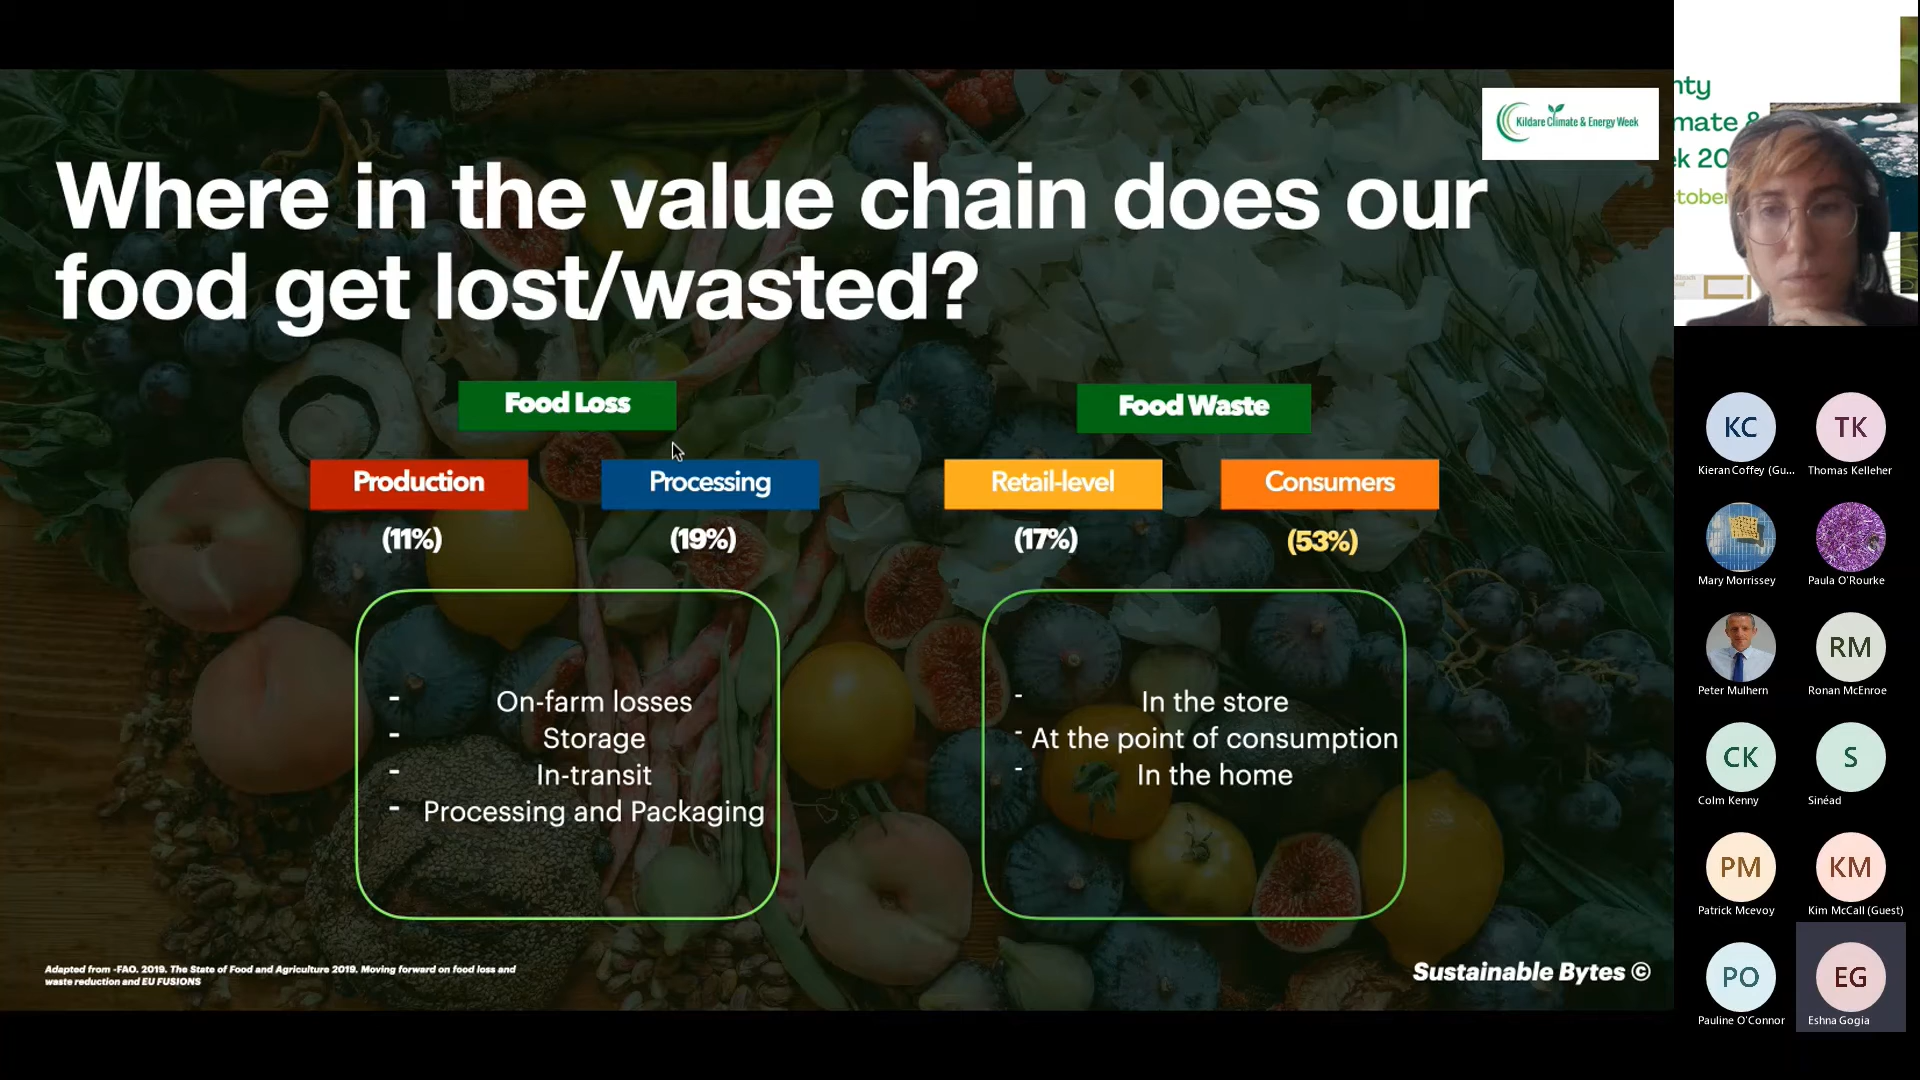 Where in the value chain does our
food get lost/wasted?
Kildare Climate & Energy Week
Food Loss
Food Waste
Production
Processing
Retail-level
Consumers
(11%)
(19%)
(17%)
(53%)
- On-farm losses
- Storage
- In-transit
- Processing and Packaging
- In the store
- At the point of consumption
- In the home
Adapted from -FAO. 2019. The State of Food and Agriculture 2019. Moving forward on food loss and
waste reduction and EU FUSIONS
Sustainable Bytes ©
nty
mate &
ek 20
tober
KC
Kieran Coffey (Gu...
TK
Thomas Kelleher
Mary Morrissey
Paula O'Rourke
Peter Mulhern
RM
Ronan McEnroe
CK
Colm Kenny
S
Sinéad
PM
Patrick Mcevoy
KM
Kim McCall (Guest)
PO
Pauline O'Connor
EG
Eshna Gogia